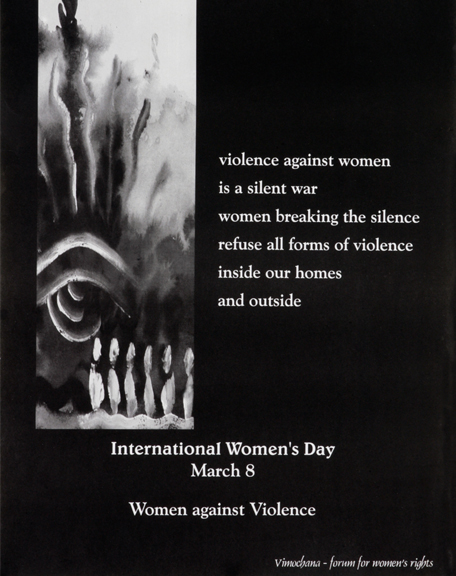 violence against women
is a silent war
women breaking the silence
refuse all forms of violence
inside our homes
and outside
International Women's Day
March 8
Women against Violence
Vimochana - forum for women's rights